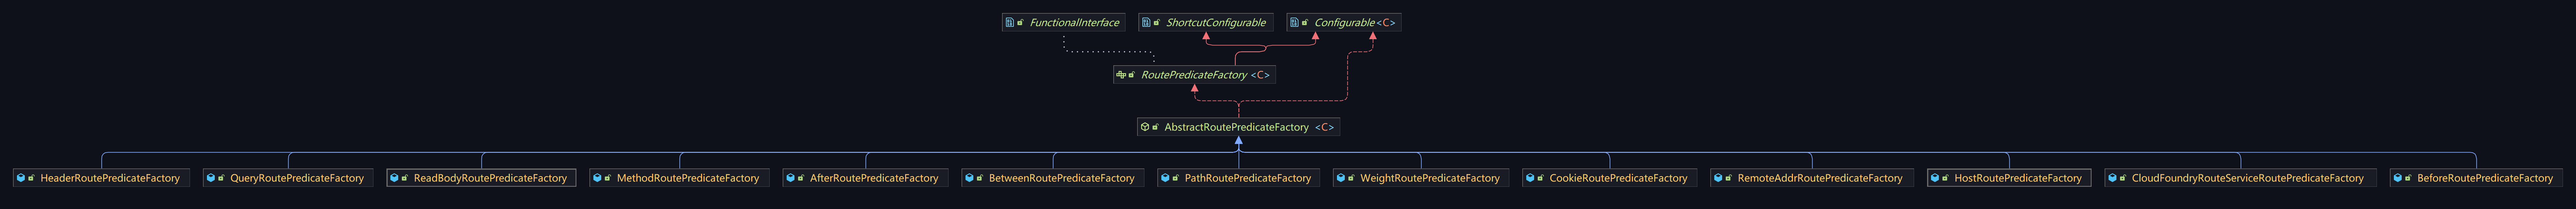 FunctionalInterface
ShortcutConfigurable
Configurable<C>
RoutePredicateFactory <C>
AbstractRoutePredicateFactory <C>
HeaderRoutePredicateFactory
QueryRoutePredicateFactory
ReadBodyRoutePredicateFactory
MethodRoutePredicateFactory
AfterRoutePredicateFactory
BetweenRoutePredicateFactory
PathRoutePredicateFactory
WeightRoutePredicateFactory
CookieRoutePredicateFactory
RemoteAddrRoutePredicateFactory
HostRoutePredicateFactory
CloudFoundryRouteServiceRoutePredicateFactory
BeforeRoutePredicateFactory